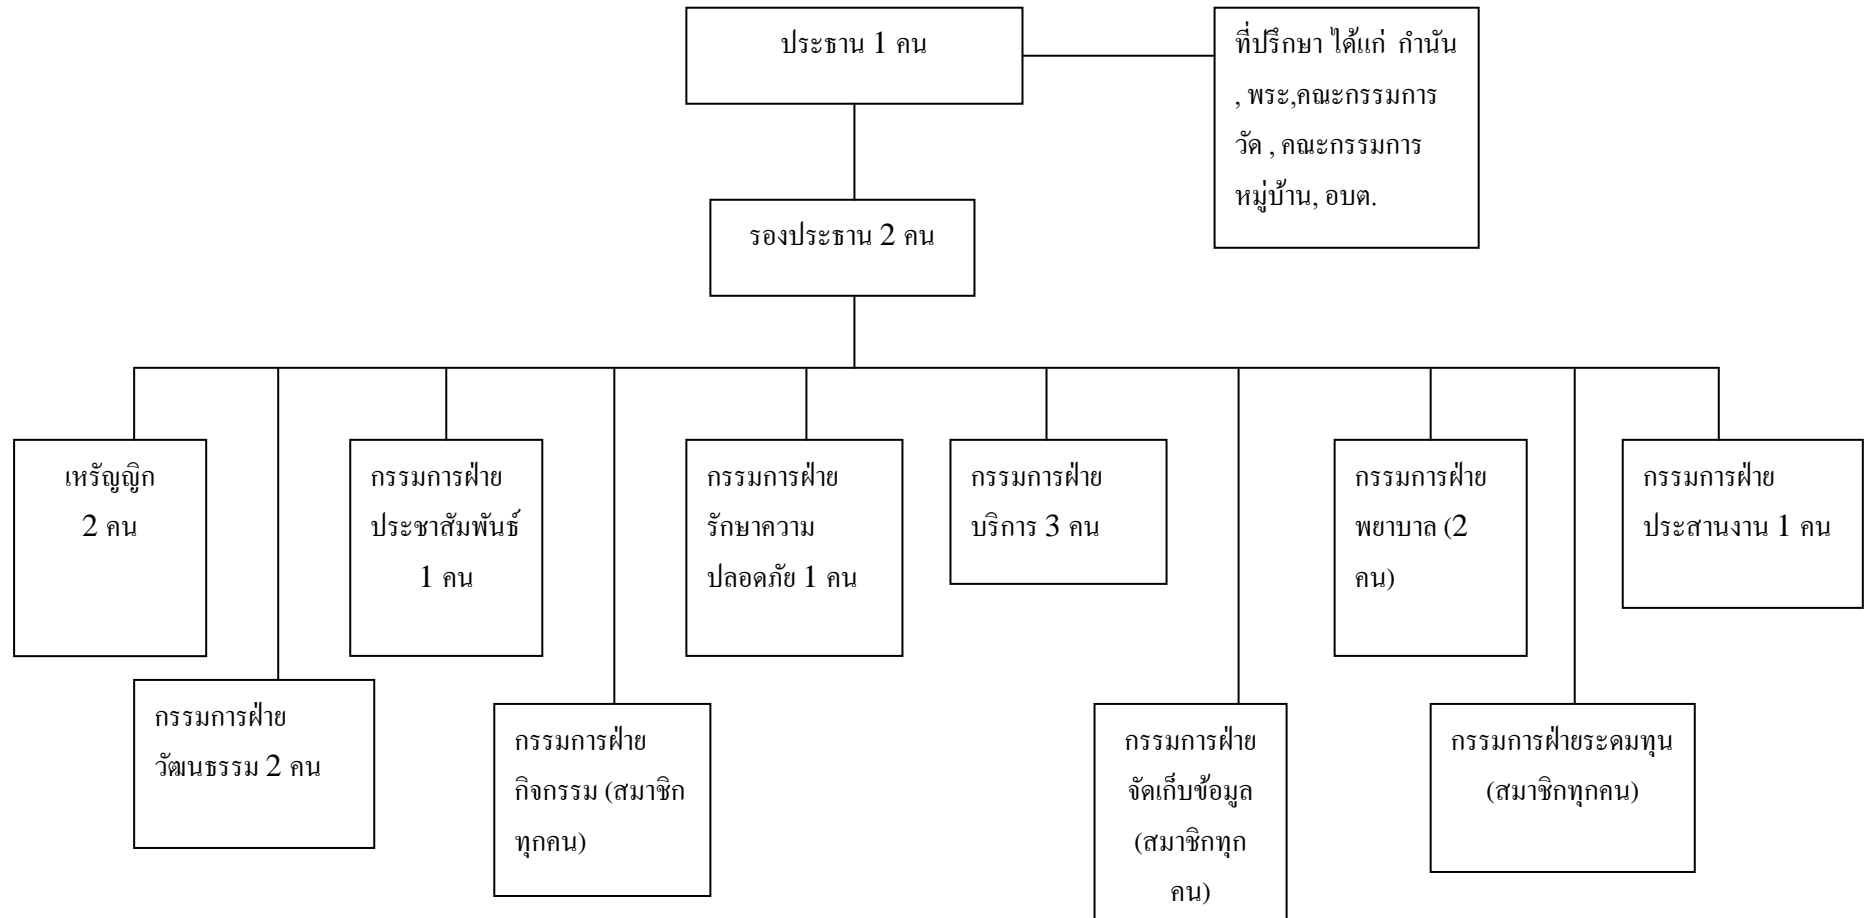 ประธาน 1 คน
ที่ปรึกษา ได้แก่ กำนัน
, พระ,คณะกรรมการ
วัด , คณะกรรมการ
หมู่บ้าน, อบต.
รองประธาน 2 คน
เหรัญญิก
2 คน
กรรมการฝ่าย
ประชาสัมพันธ์
1 คน
กรรมการฝ่าย
รักษาความ
ปลอดภัย 1 คน
กรรมการฝ่าย
บริการ 3 คน
กรรมการฝ่าย
พยาบาล (2
คน)
กรรมการฝ่าย
ประสานงาน 1 คน
กรรมการฝ่าย
วัฒนธรรม 2 คน
กรรมการฝ่าย
กิจกรรม (สมาชิก
ทุกคน)
กรรมการฝ่าย
จัดเก็บข้อมูล
(สมาชิกทุก
คน)
กรรมการฝ่ายระดมทุน
(สมาชิกทุกคน)